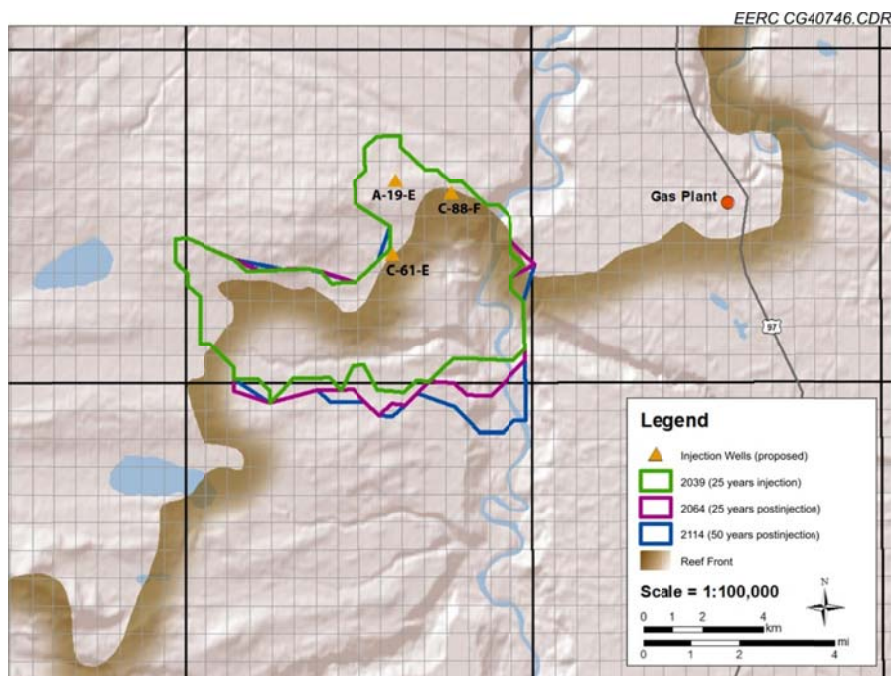 EERC CG40746.CDR
A-19-E
C-88-F
Gas Plant
C-61-E
97
Legend
Injection Wells (proposed)
2039 (25 years injection)
2064 (25 years postinjection)
2114 (50 years postinjection)
Reef Front
Scale = 1:100,000
N
0 1 2 4
km
0 1 2 4
mi